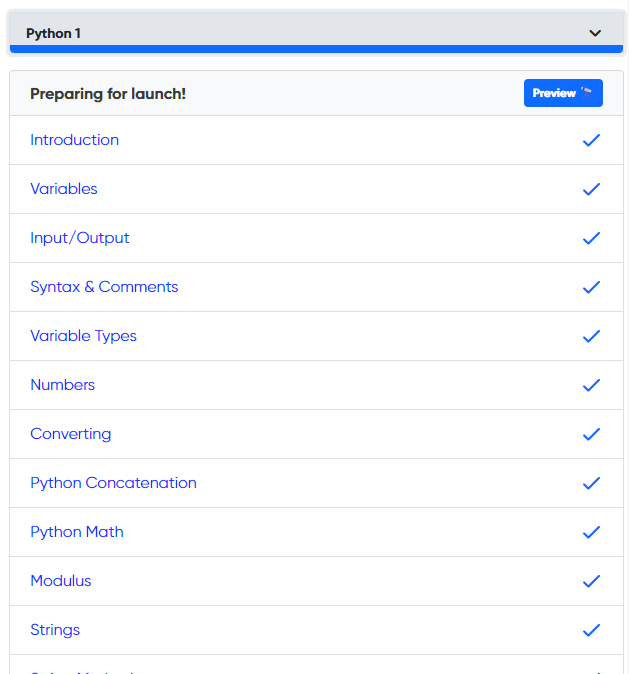 Python 1
Preparing for launch!
Preview
Introduction
Variables
Input/Output
Syntax & Comments
Variable Types
Numbers
Converting
Python Concatenation
Python Math
Modulus
Strings